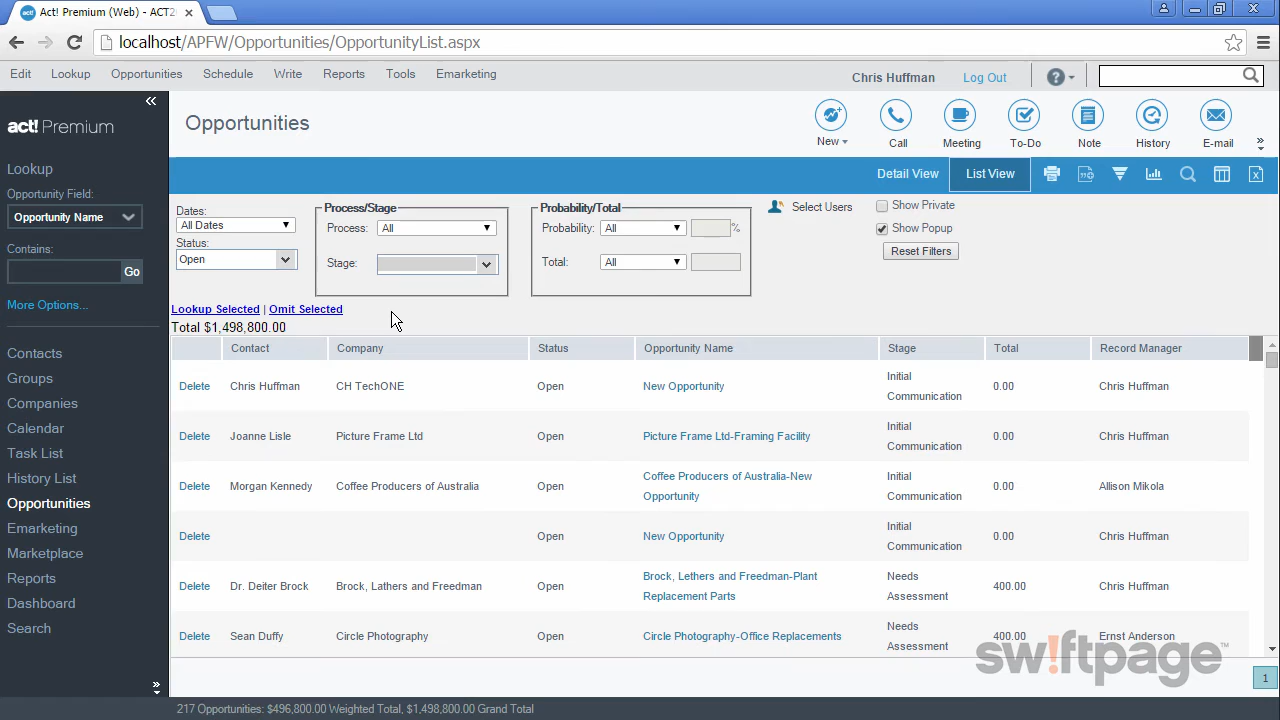 Act! Premium (Web) - ACT2
localhost/APFW/Opportunities/OpportunityList.aspx
Edit Lookup Opportunities Schedule Write Reports Tools Emarketing
Chris Huffman Log Out ?
act! Premium
Opportunities
New Call Meeting To-Do Note History E-mail
Detail View List View
Lookup
Opportunity Field:
Opportunity Name
Contains:
Go
More Options...
Contacts
Groups
Companies
Calendar
Task List
History List
Opportunities
Emarketing
Marketplace
Reports
Dashboard
Search
Dates:
All Dates
Status:
Open
Process/Stage
Process: All
Stage:
Probability/Total
Probability: All %
Total: All
Select Users
Show Private
Show Popup
Reset Filters
Lookup Selected | Omit Selected
Total $1,498,800.00
Contact Company Status Opportunity Name Stage Total Record Manager
Delete Chris Huffman CH TechONE Open New Opportunity Initial Communication 0.00 Chris Huffman
Delete Joanne Lisle Picture Frame Ltd Open Picture Frame Ltd-Framing Facility Initial Communication 0.00 Chris Huffman
Delete Morgan Kennedy Coffee Producers of Australia Open Coffee Producers of Australia-New Opportunity Initial Communication 0.00 Allison Mikola
Delete Open New Opportunity Initial Communication 0.00 Chris Huffman
Delete Dr. Deiter Brock Brock, Lathers and Freedman Open Brock, Lethers and Freedman-Plant Replacement Parts Needs Assessment 400.00 Chris Huffman
Delete Sean Duffy Circle Photography Open Circle Photography-Office Replacements Needs Assessment 400.00 Ernst Anderson
sw!ftpage™
1
217 Opportunities: $496,800.00 Weighted Total, $1,498,800.00 Grand Total